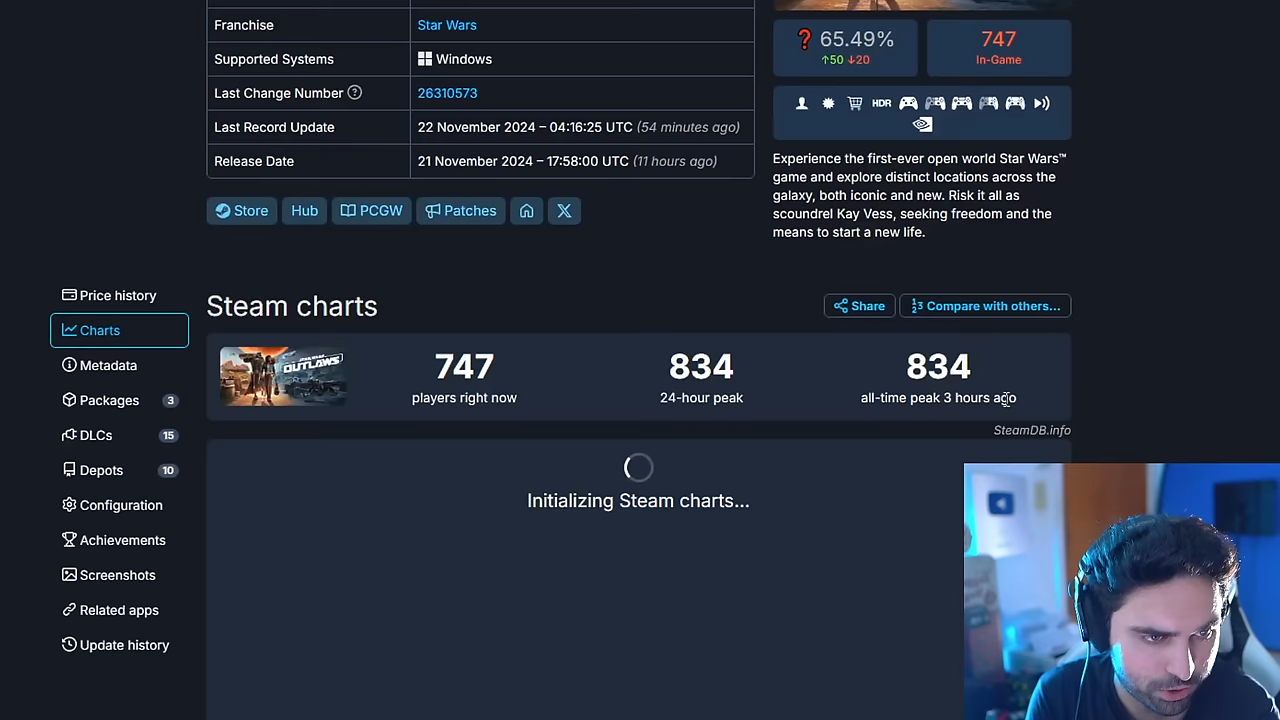 Franchise
Star Wars
Supported Systems
Windows
Last Change Number
26310573
Last Record Update
22 November 2024 – 04:16:25 UTC (54 minutes ago)
Release Date
21 November 2024 – 17:58:00 UTC (11 hours ago)
65.49%
↑50 ↓20
747
In-Game
HDR
Experience the first-ever open world Star Wars™
game and explore distinct locations across the
galaxy, both iconic and new. Risk it all as
scoundrel Kay Vess, seeking freedom and the
means to start a new life.
Store
Hub
PCGW
Patches
Price history
Charts
Metadata
Packages 3
DLCs 15
Depots 10
Configuration
Achievements
Screenshots
Related apps
Update history
Steam charts
Share
Compare with others...
STAR WARS
OUTLAWS
747
players right now
834
24-hour peak
834
all-time peak 3 hours ago
SteamDB.info
Initializing Steam charts...